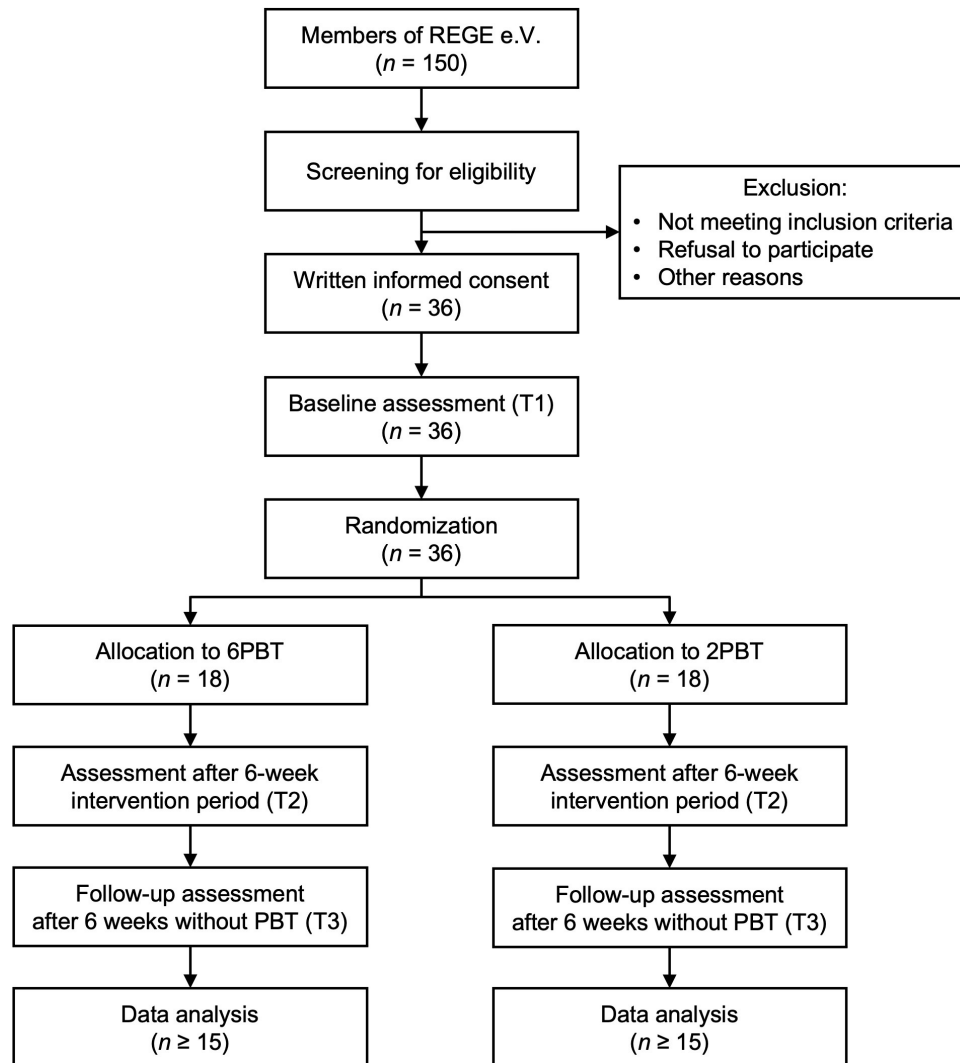 Members of REGE e.V.
(n = 150)
Screening for eligibility
Exclusion:
• Not meeting inclusion criteria
• Refusal to participate
• Other reasons
Written informed consent
(n = 36)
Baseline assessment (T1)
(n = 36)
Randomization
(n = 36)
Allocation to 6PBT
(n = 18)
Allocation to 2PBT
(n = 18)
Assessment after 6-week
intervention period (T2)
Assessment after 6-week
intervention period (T2)
Follow-up assessment
after 6 weeks without PBT (T3)
Follow-up assessment
after 6 weeks without PBT (T3)
Data analysis
(n ≥ 15)
Data analysis
(n ≥ 15)